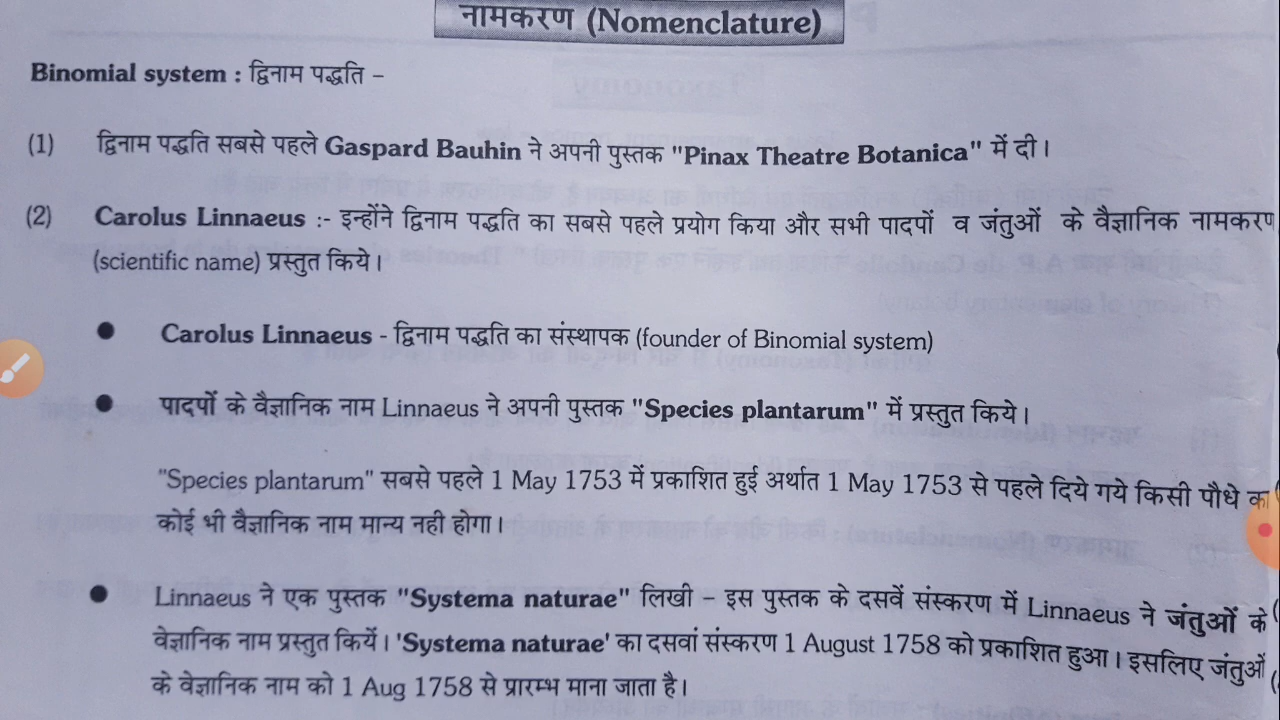 नामकरण (Nomenclature)
Binomial system : द्विनाम पद्धति –
(1) द्विनाम पद्धति सबसे पहले Gaspard Bauhin ने अपनी पुस्तक "Pinax Theatre Botanica" में दी।
(2) Carolus Linnaeus :- इन्होंने द्विनाम पद्धति का सबसे पहले प्रयोग किया और सभी पादपों व जंतुओं के वैज्ञानिक नामकरण
(scientific name) प्रस्तुत किये।
● Carolus Linnaeus - द्विनाम पद्धति का संस्थापक (founder of Binomial system)
● पादपों के वैज्ञानिक नाम Linnaeus ने अपनी पुस्तक "Species plantarum" में प्रस्तुत किये।
"Species plantarum" सबसे पहले 1 May 1753 में प्रकाशित हुई अर्थात 1 May 1753 से पहले दिये गये किसी पौधे का
कोई भी वैज्ञानिक नाम मान्य नही होगा।
● Linnaeus ने एक पुस्तक "Systema naturae" लिखी – इस पुस्तक के दसवें संस्करण में Linnaeus ने जंतुओं के
वेज्ञानिक नाम प्रस्तुत किर्ये। 'Systema naturae' का दसवां संस्करण 1 August 1758 को प्रकाशित हुआ। इसलिए जंतुओं
के वेज्ञानिक नाम को 1 Aug 1758 से प्रारम्भ माना जाता है।